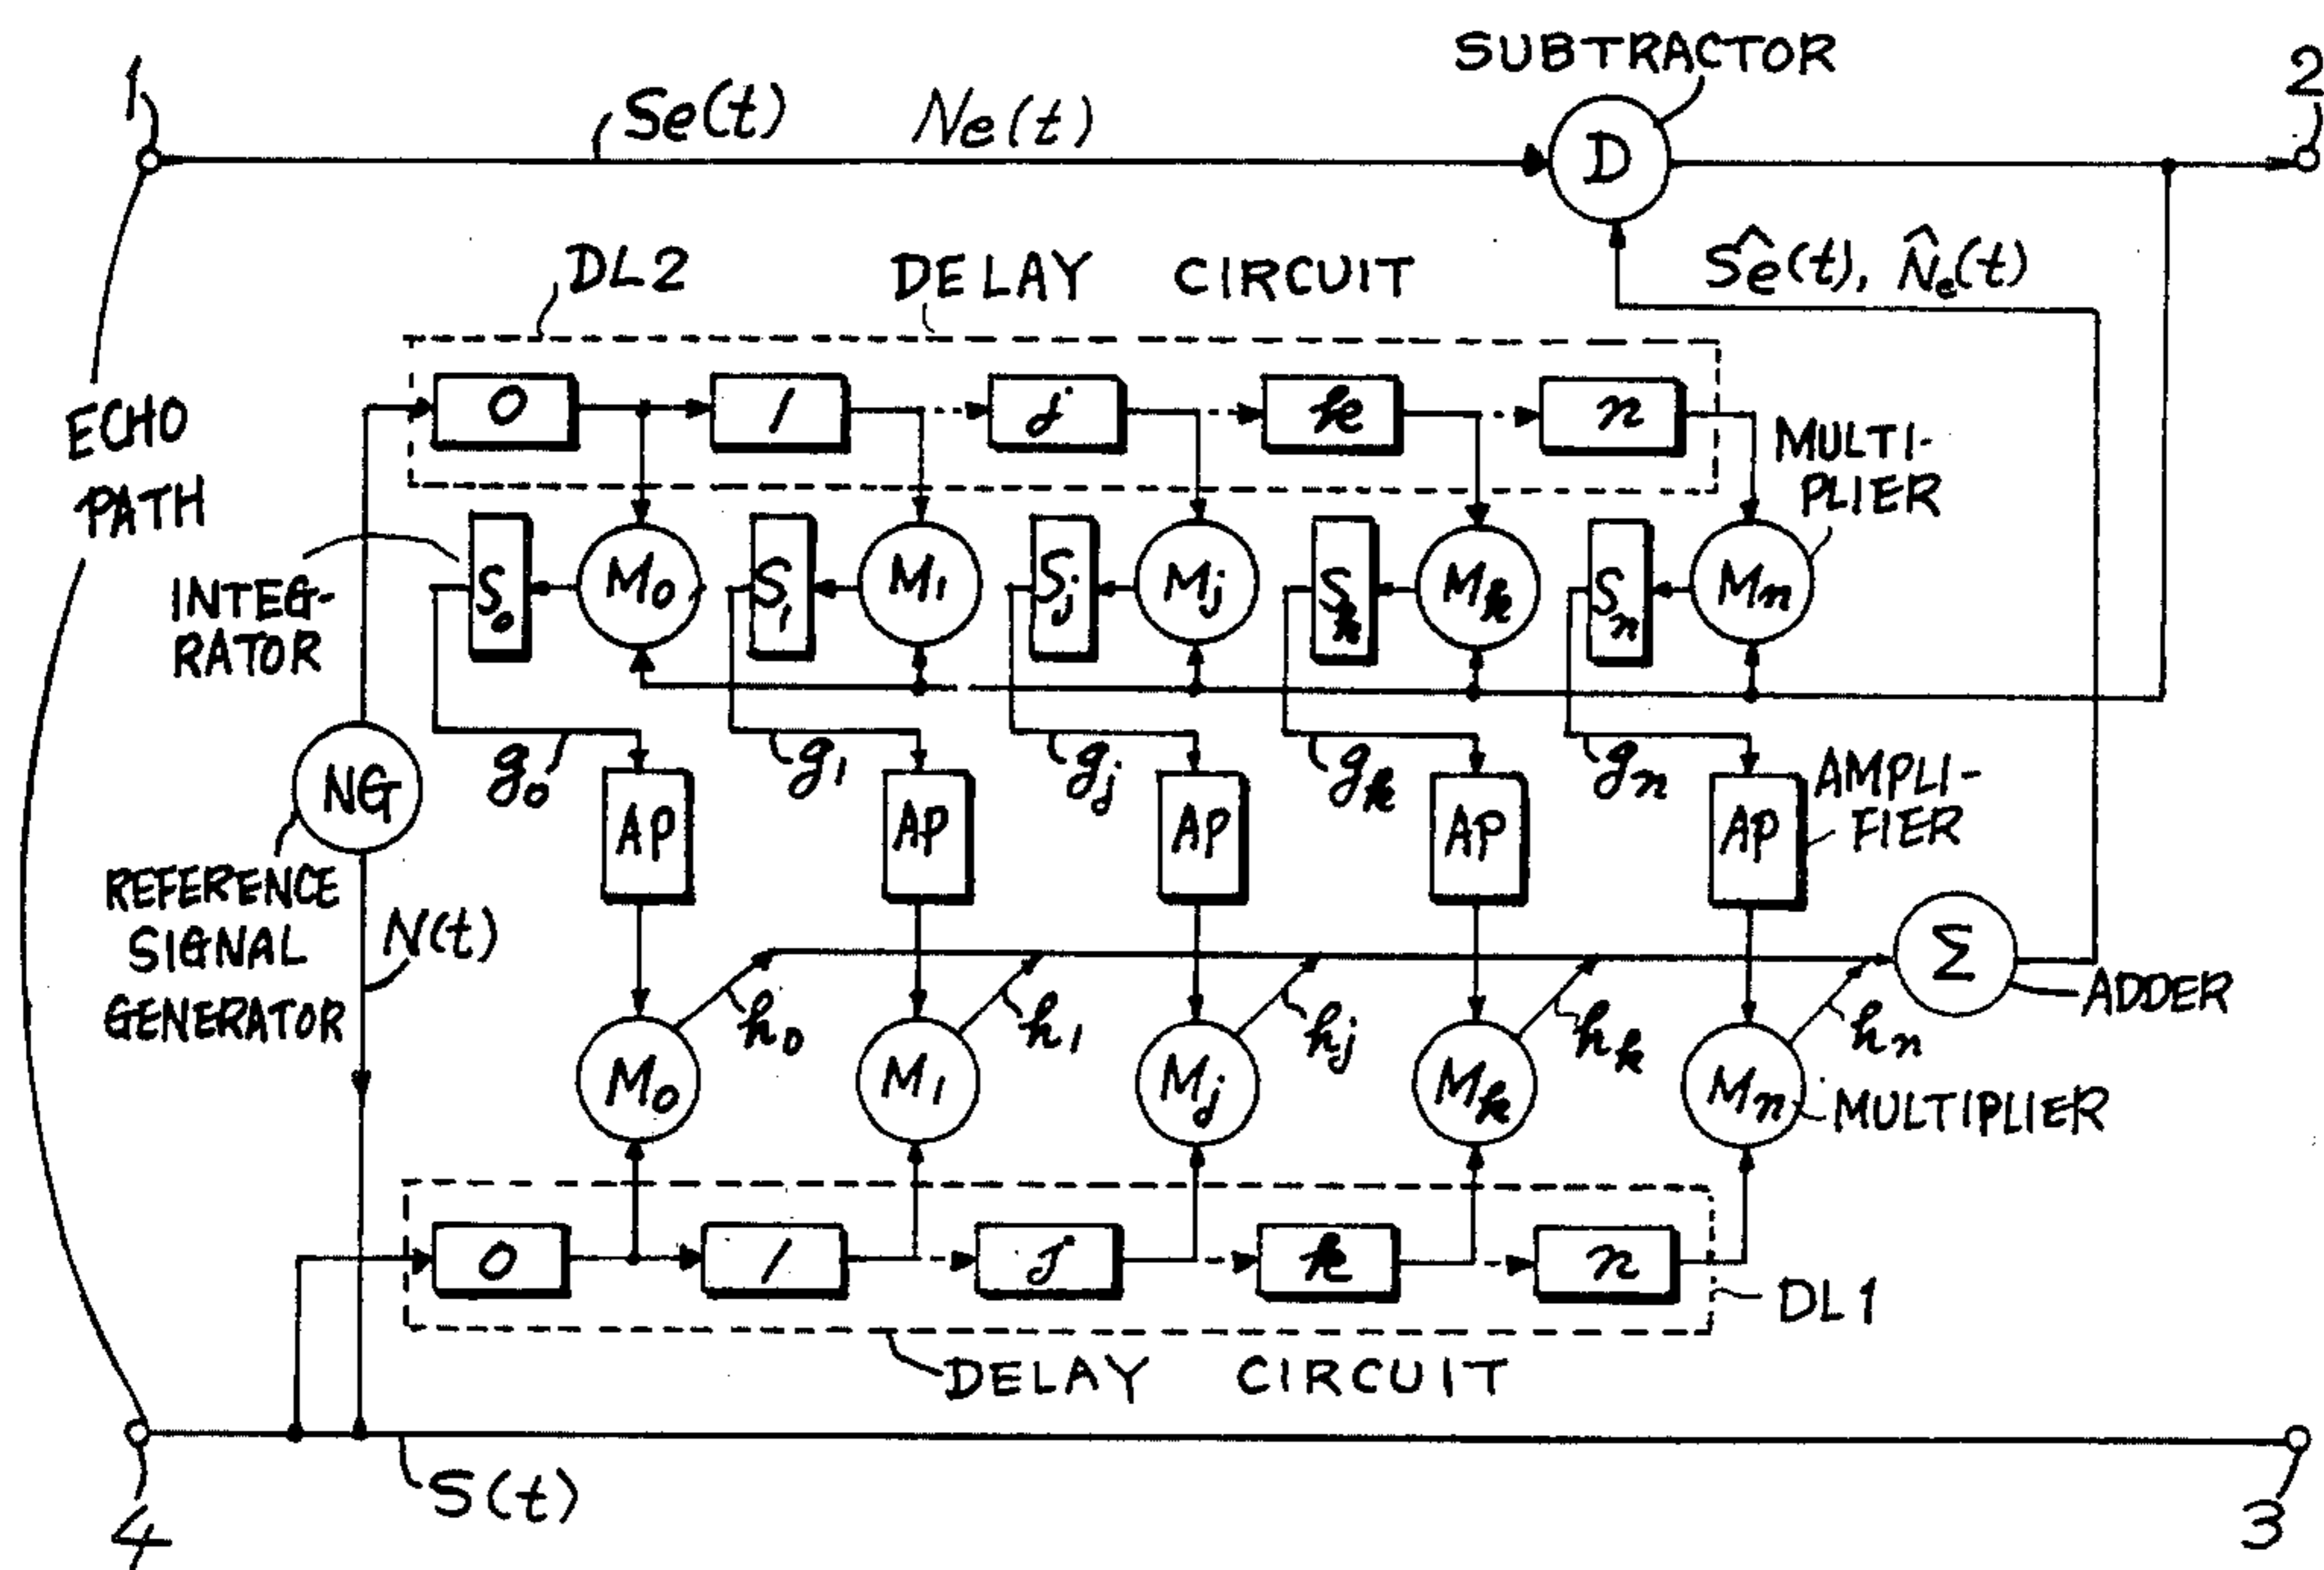 SUBTRACTOR
1
2
Se(t) Ne(t)
D
DL2
DELAY CIRCUIT
Ŝe(t), N̂e(t)
0 1 j k n
ECHO
PATH
MULTI-
PLIER
INTEG-
RATOR
S0 M0 S1 M1 Sj Mj Sk Mk Sn Mn
g0 g1 gj gk gn
NG
AP AP AP AP AP
AMPLI-
FIER
REFERENCE
SIGNAL
GENERATOR
N(t)
Σ
ADDER
h0 h1 hj hk hn
M0 M1 Mj Mk Mn
MULTIPLIER
0 1 j k n
DL1
DELAY CIRCUIT
S(t)
4
3